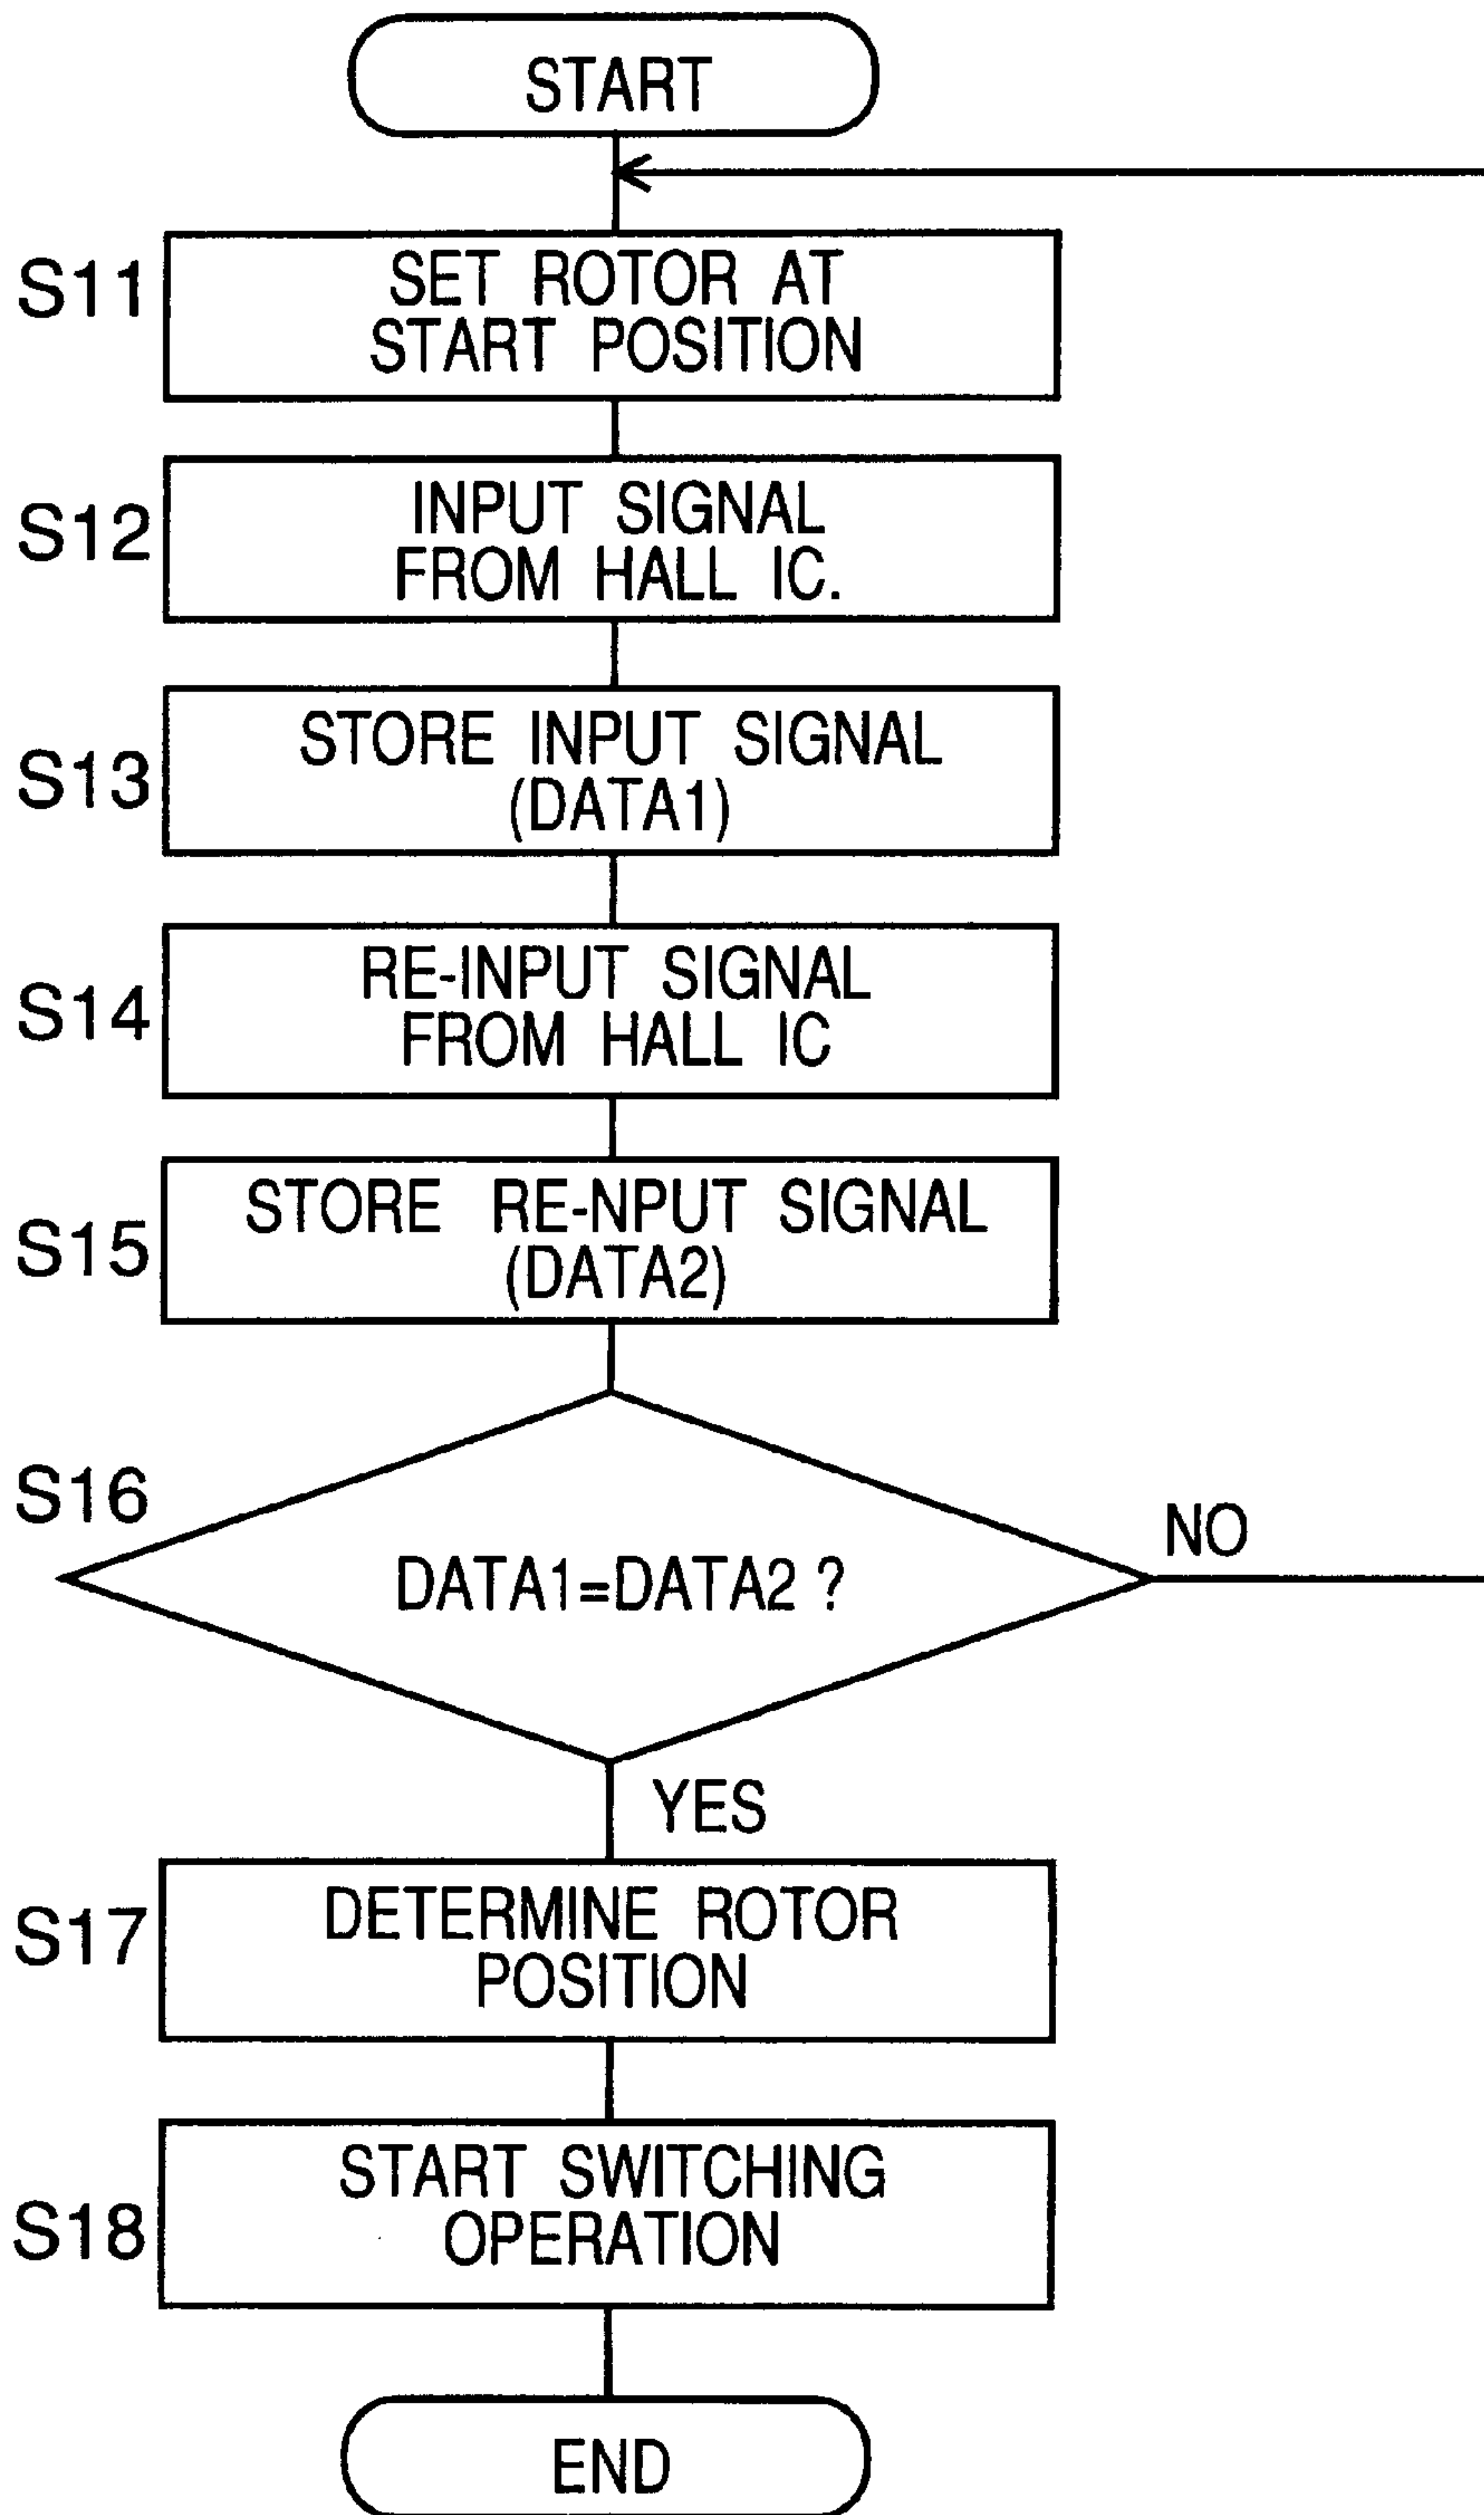 START
S11
SET ROTOR AT
START POSITION
S12
INPUT SIGNAL
FROM HALL IC.
S13
STORE INPUT SIGNAL
(DATA1)
S14
RE-INPUT SIGNAL
FROM HALL IC
S15
STORE RE-NPUT SIGNAL
(DATA2)
S16
DATA1=DATA2 ?
NO
YES
S17
DETERMINE ROTOR
POSITION
S18
START SWITCHING
OPERATION
END